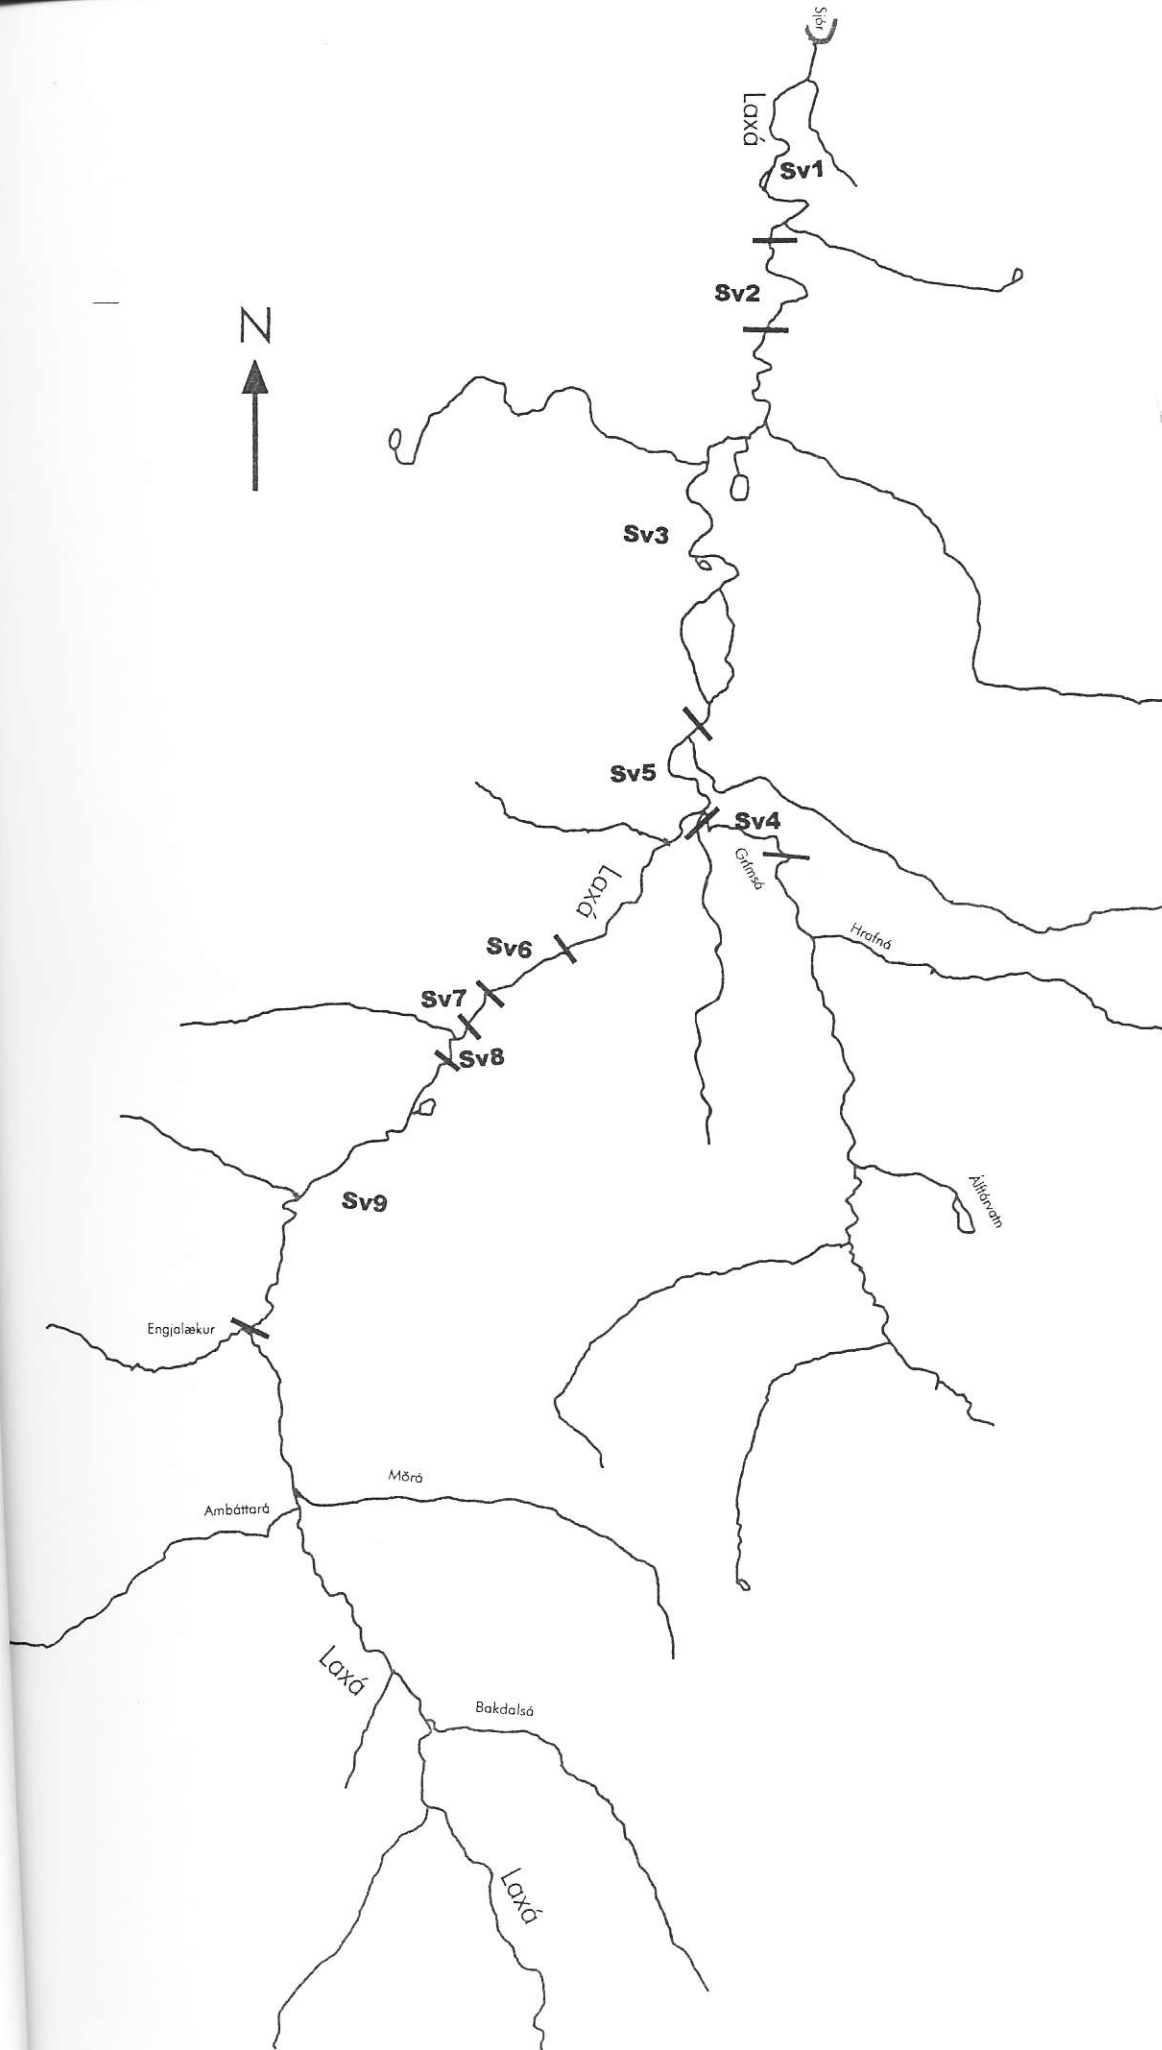 Sjór
Laxá
Sv1
Sv2
N
Sv3
Sv5
Sv4
Grímsá
Laxá
Hrafná
Sv6
Sv7
Sv8
Álftárvatn
Sv9
Engjalækur
Mórá
Ambáttará
Laxá
Bakdalsá
Laxá